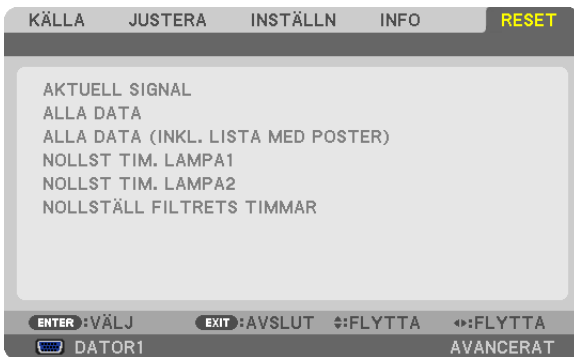 KÄLLA JUSTERA INSTÄLLN INFO RESET
AKTUELL SIGNAL
ALLA DATA
ALLA DATA (INKL. LISTA MED POSTER)
NOLLST TIM. LAMPA1
NOLLST TIM. LAMPA2
NOLLSTÄLL FILTRETS TIMMAR
ENTER :VÄLJ EXIT :AVSLUT :FLYTTA :FLYTTA
DATOR1 AVANCERAT